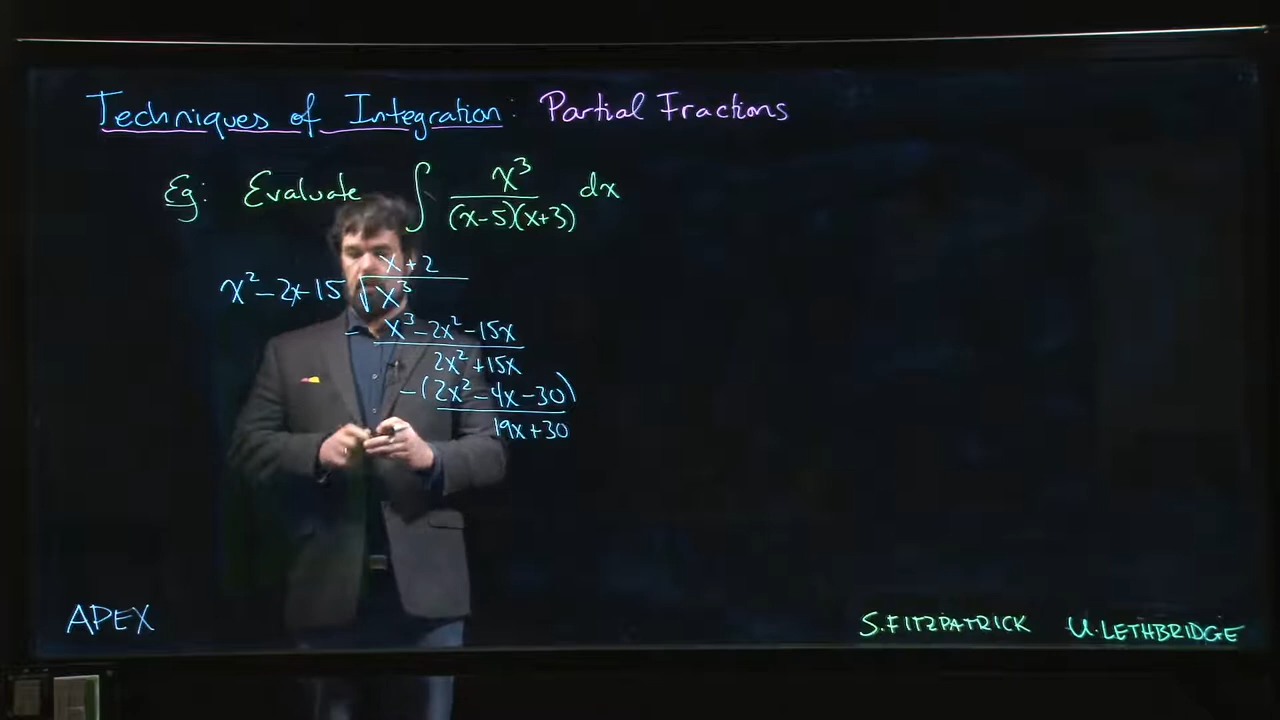 Techniques of Integration: Partial Fractions
Eg: Evaluate ∫ x³/((x-5)(x+3)) dx
x+2
x²-2x-15 √x³
- x³-2x²-15x
2x²+15x
-(2x²-4x-30)
19x+30
APEX
S.FITZPATRICK U.LETHBRIDGE